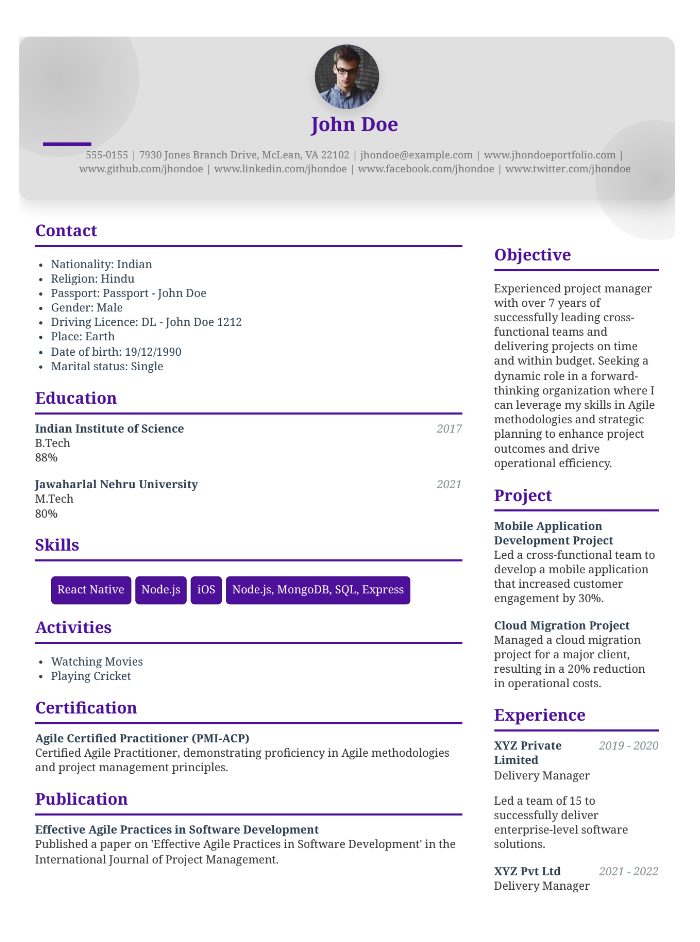 John Doe
555-0155 | 7930 Jones Branch Drive, McLean, VA 22102 | jhondoe@example.com | www.jhondoeportfolio.com |
www.github.com/jhondoe | www.linkedin.com/jhondoe | www.facebook.com/jhondoe | www.twitter.com/jhondoe
Contact
• Nationality: Indian
• Religion: Hindu
• Passport: Passport - John Doe
• Gender: Male
• Driving Licence: DL - John Doe 1212
• Place: Earth
• Date of birth: 19/12/1990
• Marital status: Single
Education
Indian Institute of Science 2017
B.Tech
88%
Jawaharlal Nehru University 2021
M.Tech
80%
Skills
React Native Node.js iOS Node.js, MongoDB, SQL, Express
Activities
• Watching Movies
• Playing Cricket
Certification
Agile Certified Practitioner (PMI-ACP)
Certified Agile Practitioner, demonstrating proficiency in Agile methodologies
and project management principles.
Publication
Effective Agile Practices in Software Development
Published a paper on 'Effective Agile Practices in Software Development' in the
International Journal of Project Management.
Objective
Experienced project manager
with over 7 years of
successfully leading cross-
functional teams and
delivering projects on time
and within budget. Seeking a
dynamic role in a forward-
thinking organization where I
can leverage my skills in Agile
methodologies and strategic
planning to enhance project
outcomes and drive
operational efficiency.
Project
Mobile Application
Development Project
Led a cross-functional team to
develop a mobile application
that increased customer
engagement by 30%.
Cloud Migration Project
Managed a cloud migration
project for a major client,
resulting in a 20% reduction
in operational costs.
Experience
XYZ Private 2019 - 2020
Limited
Delivery Manager
Led a team of 15 to
successfully deliver
enterprise-level software
solutions.
XYZ Pvt Ltd 2021 - 2022
Delivery Manager